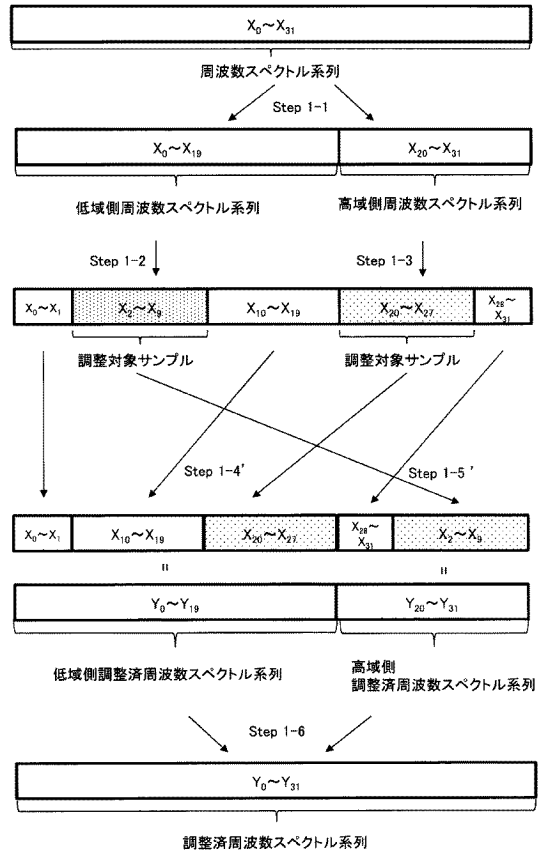 X₀～X₃₁
周波数スペクトル系列
Step 1-1
X₀～X₁₉
X₂₀～X₃₁
低域側周波数スペクトル系列
高域側周波数スペクトル系列
Step 1-2
Step 1-3
X₀～X₁
X₂～X₉
X₁₀～X₁₉
X₂₀～X₂₇
X₂₈～
X₃₁
調整対象サンプル
調整対象サンプル
Step 1-4'
Step 1-5 '
X₀～X₁
X₁₀～X₁₉
X₂₀～X₂₇
X₂₈～
X₃₁
X₂～X₉
=
=
Y₀～Y₁₉
Y₂₀～Y₃₁
低域側調整済周波数スペクトル系列
高域側
調整済周波数スペクトル系列
Step 1-6
Y₀～Y₃₁
調整済周波数スペクトル系列